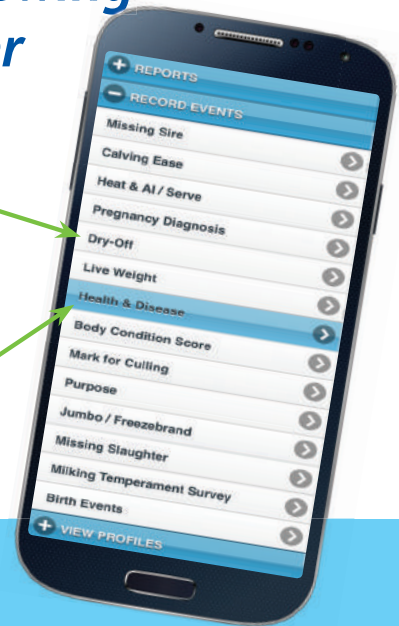 + REPORTS
− RECORD EVENTS
Missing Sire
Calving Ease
Heat & AI / Serve
Pregnancy Diagnosis
Dry-Off
Live Weight
Health & Disease
Body Condition Score
Mark for Culling
Purpose
Jumbo / Freezebrand
Missing Slaughter
Milking Temperament Survey
Birth Events
+ VIEW PROFILES